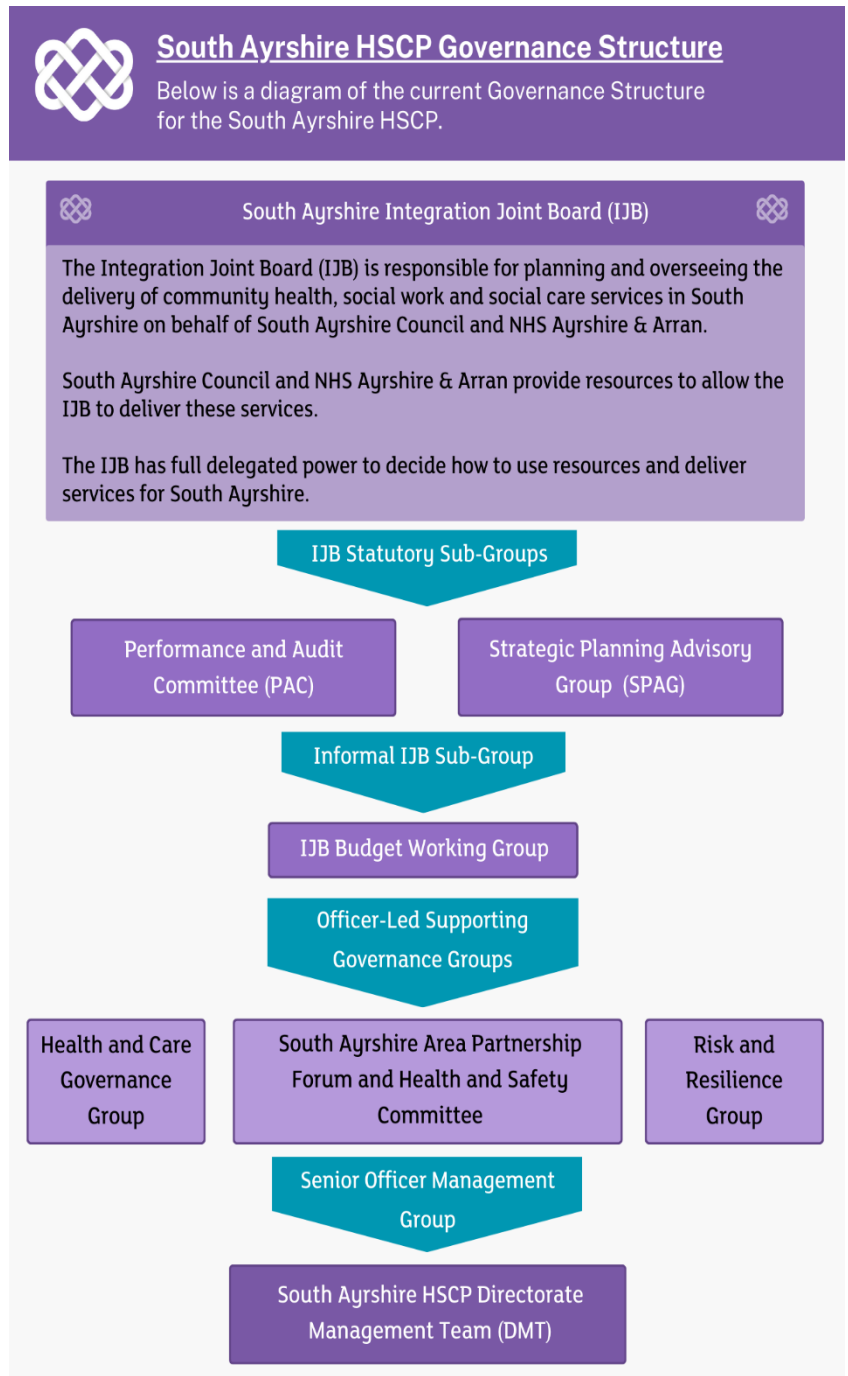 South Ayrshire HSCP Governance Structure
Below is a diagram of the current Governance Structure
for the South Ayrshire HSCP.
South Ayrshire Integration Joint Board (IJB)
The Integration Joint Board (IJB) is responsible for planning and overseeing the
delivery of community health, social work and social care services in South
Ayrshire on behalf of South Ayrshire Council and NHS Ayrshire & Arran.
South Ayrshire Council and NHS Ayrshire & Arran provide resources to allow the
IJB to deliver these services.
The IJB has full delegated power to decide how to use resources and deliver
services for South Ayrshire.
IJB Statutory Sub-Groups
Performance and Audit
Committee (PAC)
Strategic Planning Advisory
Group (SPAG)
Informal IJB Sub-Group
IJB Budget Working Group
Officer-Led Supporting
Governance Groups
Health and Care
Governance
Group
South Ayrshire Area Partnership
Forum and Health and Safety
Committee
Risk and
Resilience
Group
Senior Officer Management
Group
South Ayrshire HSCP Directorate
Management Team (DMT)